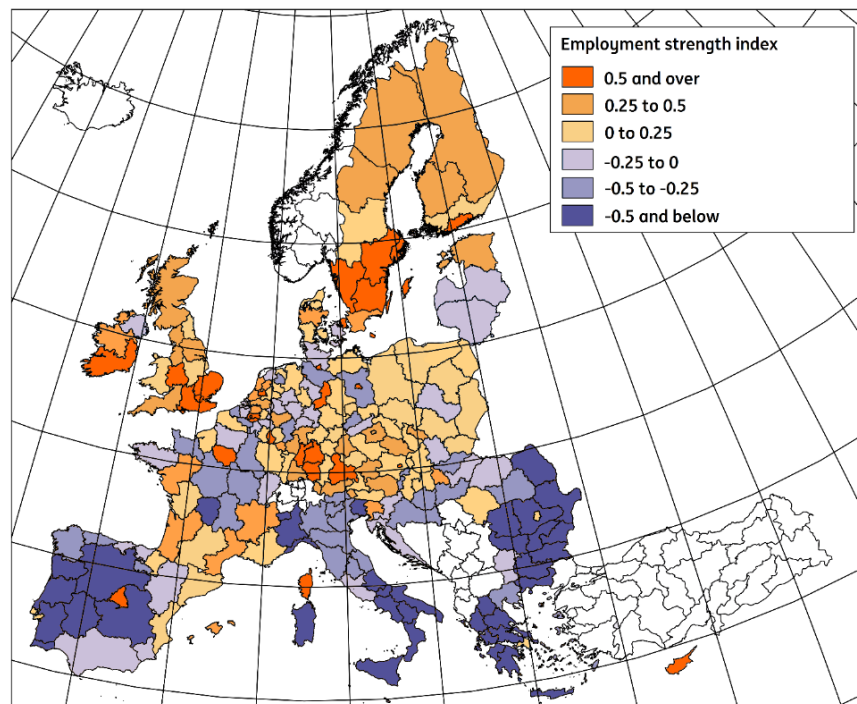 Employment strength index
0.5 and over
0.25 to 0.5
0 to 0.25
-0.25 to 0
-0.5 to -0.25
-0.5 and below